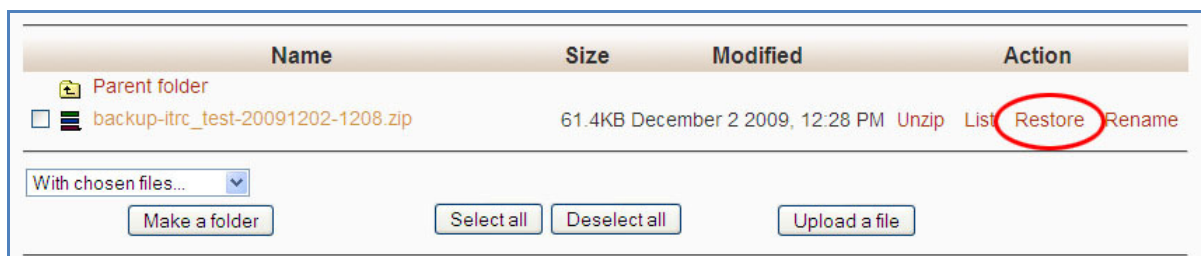 Name Size Modified Action
Parent folder
backup-itrc_test-20091202-1208.zip 61.4KB December 2 2009, 12:28 PM Unzip List Restore Rename
With chosen files...
Make a folder Select all Deselect all Upload a file